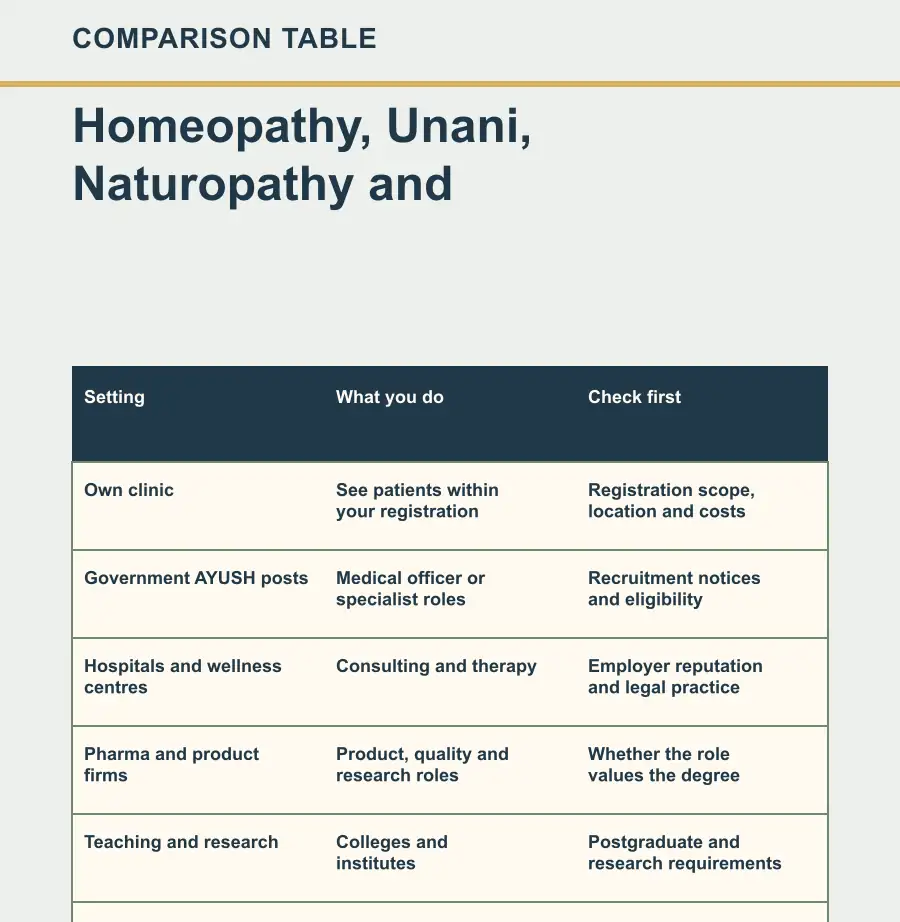 COMPARISON TABLE
Homeopathy, Unani,
Naturopathy and
Setting
What you do
Check first
Own clinic
See patients within
your registration
Registration scope,
location and costs
Government AYUSH posts
Medical officer or
specialist roles
Recruitment notices
and eligibility
Hospitals and wellness
centres
Consulting and therapy
Employer reputation
and legal practice
Pharma and product
firms
Product, quality and
research roles
Whether the role
values the degree
Teaching and research
Colleges and
institutes
Postgraduate and
research requirements